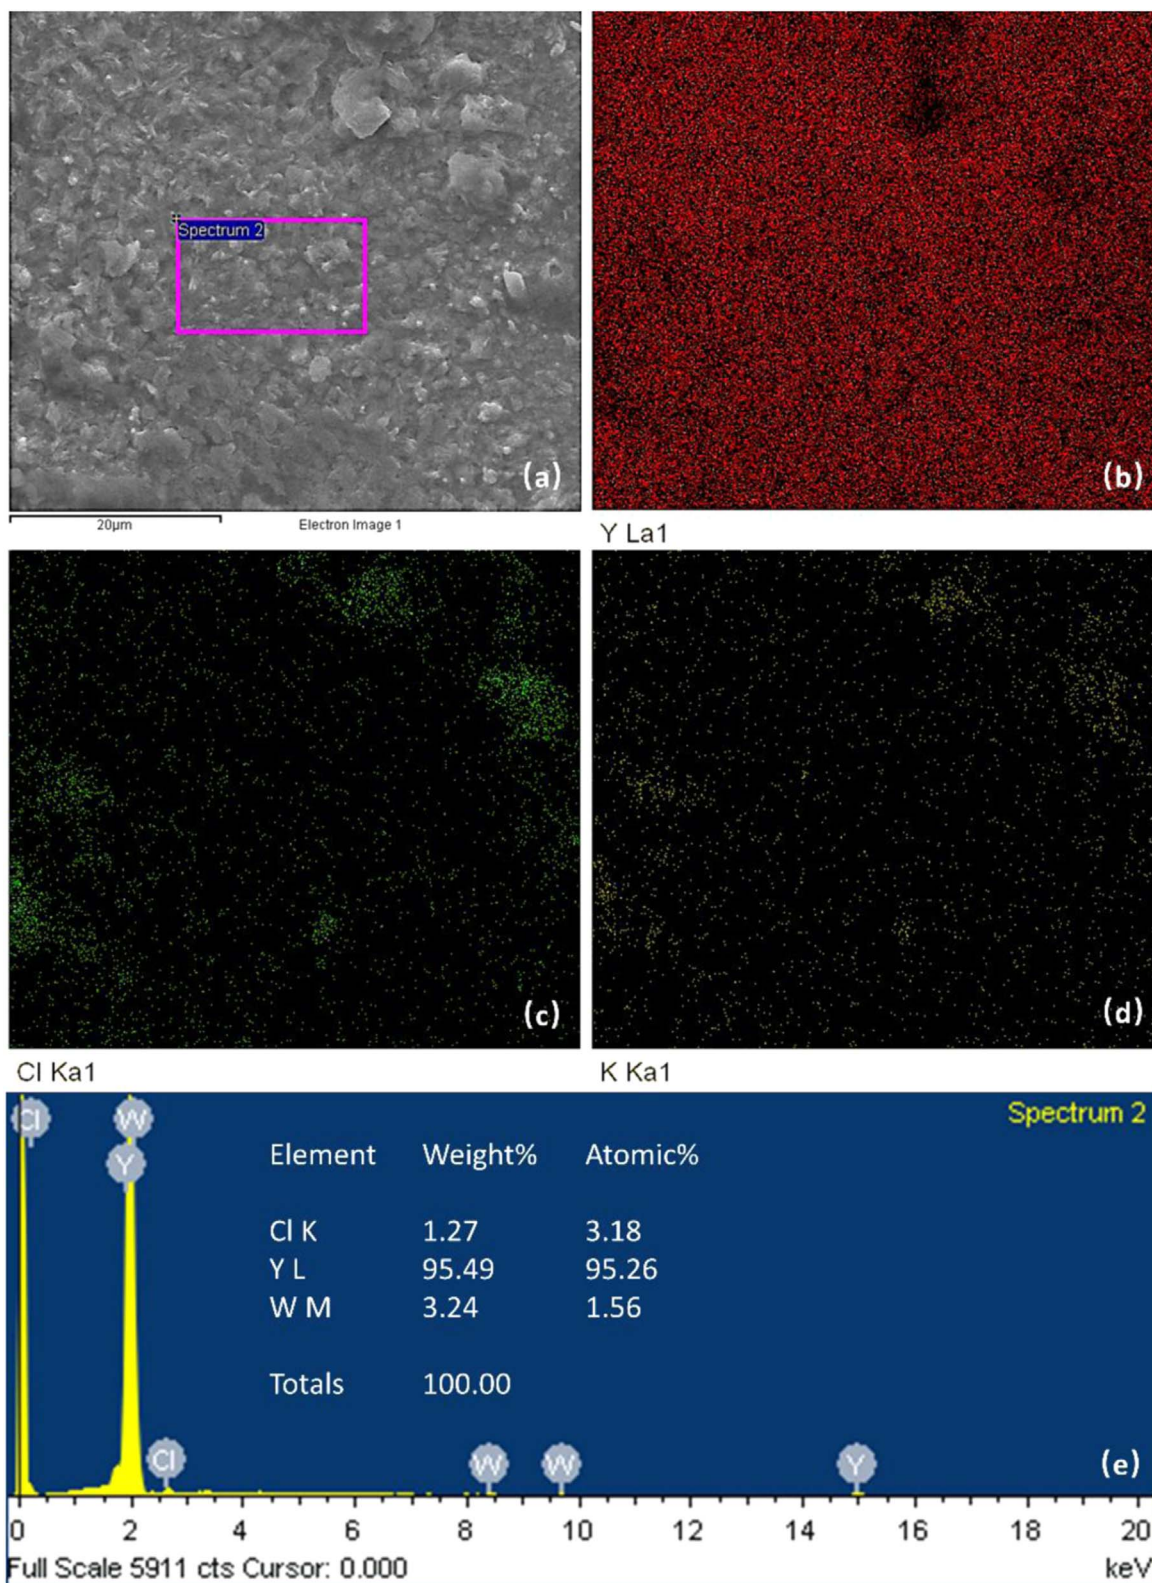 Spectrum 2
(a)
(b)
20µm
Electron Image 1
Y La1
(c)
(d)
Cl Ka1
K Ka1
Cl
W
Spectrum 2
Y
Element Weight% Atomic%
Cl K 1.27 3.18
Y L 95.49 95.26
W M 3.24 1.56
Totals 100.00
Cl
W
W
Y
(e)
0 2 4 6 8 10 12 14 16 18 20
Full Scale 5911 cts Cursor: 0.000
keV